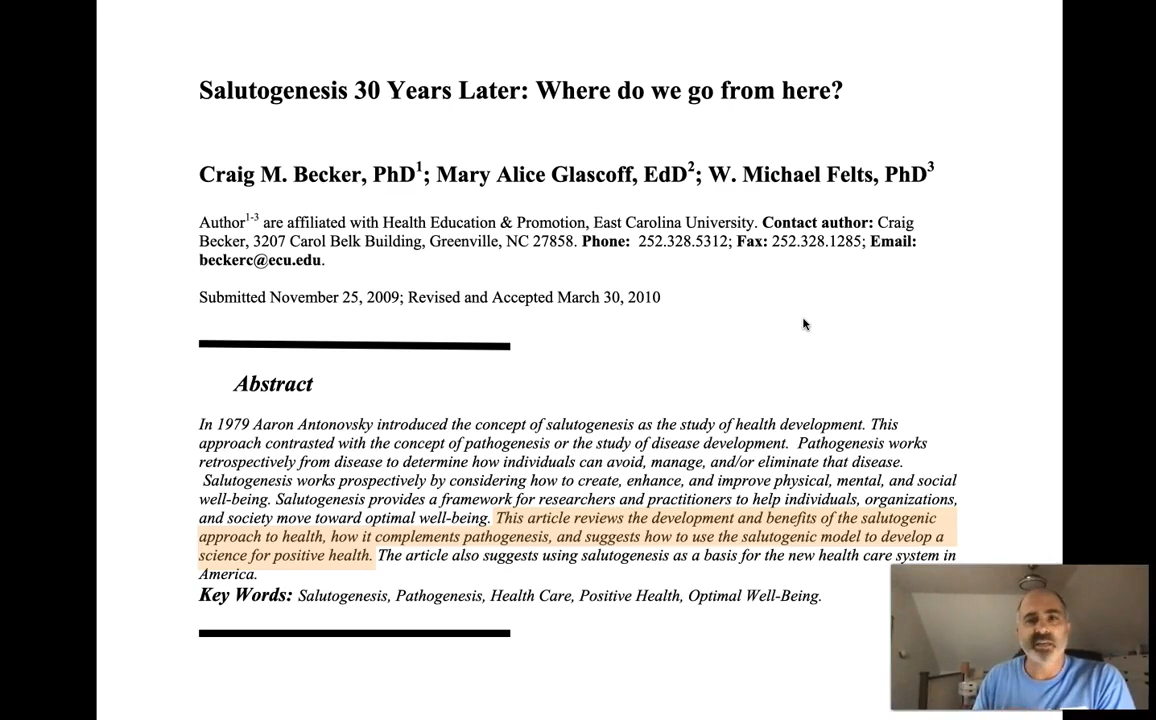 Salutogenesis 30 Years Later: Where do we go from here?
Craig M. Becker, PhD1; Mary Alice Glascoff, EdD2; W. Michael Felts, PhD3
Author1-3 are affiliated with Health Education & Promotion, East Carolina University. Contact author: Craig
Becker, 3207 Carol Belk Building, Greenville, NC 27858. Phone: 252.328.5312; Fax: 252.328.1285; Email:
beckerc@ecu.edu.
Submitted November 25, 2009; Revised and Accepted March 30, 2010
Abstract
In 1979 Aaron Antonovsky introduced the concept of salutogenesis as the study of health development. This
approach contrasted with the concept of pathogenesis or the study of disease development. Pathogenesis works
retrospectively from disease to determine how individuals can avoid, manage, and/or eliminate that disease.
Salutogenesis works prospectively by considering how to create, enhance, and improve physical, mental, and social
well-being. Salutogenesis provides a framework for researchers and practitioners to help individuals, organizations,
and society move toward optimal well-being. This article reviews the development and benefits of the salutogenic
approach to health, how it complements pathogenesis, and suggests how to use the salutogenic model to develop a
science for positive health. The article also suggests using salutogenesis as a basis for the new health care system in
America.
Key Words: Salutogenesis, Pathogenesis, Health Care, Positive Health, Optimal Well-Being.